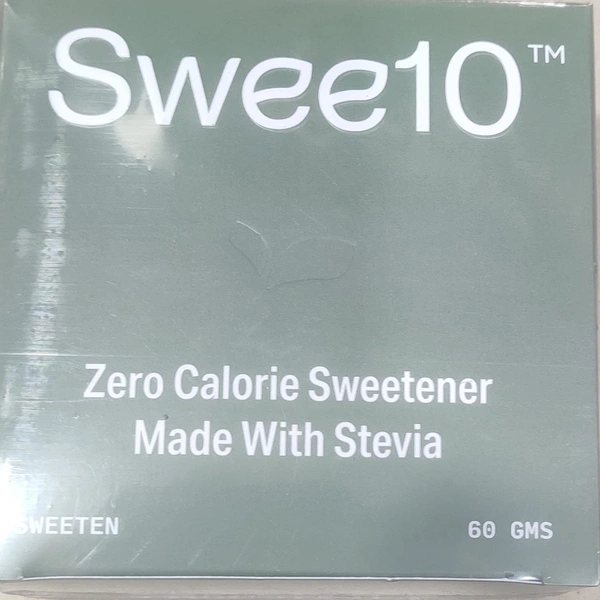 Swee10™
Zero Calorie Sweetener
Made With Stevia
SWEETEN 60 GMS